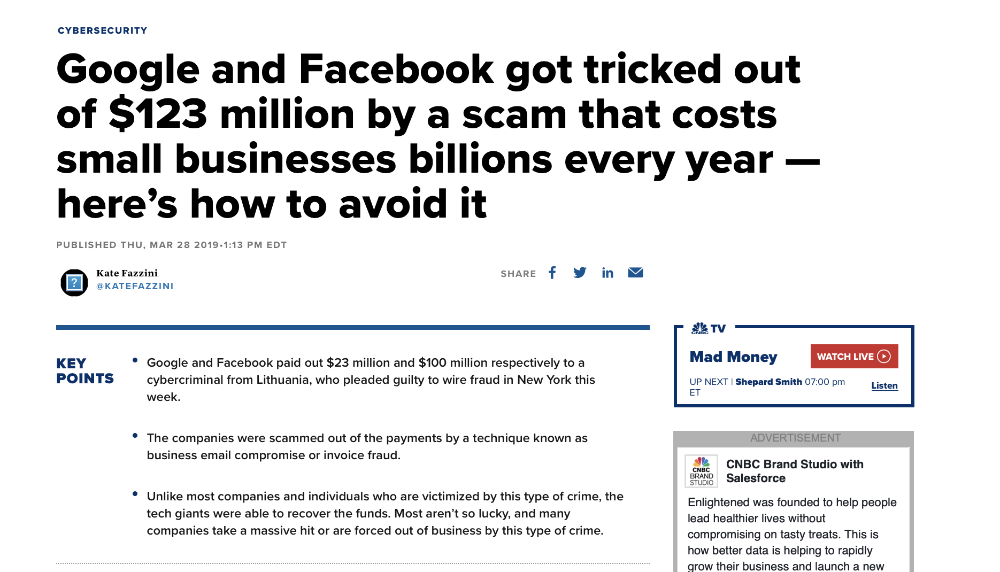 CYBERSECURITY
Google and Facebook got tricked out
of $123 million by a scam that costs
small businesses billions every year —
here’s how to avoid it
PUBLISHED THU, MAR 28 2019•1:13 PM EDT
?
Kate Fazzini
@KATEFAZZINI
SHARE
KEY
POINTS
• Google and Facebook paid out $23 million and $100 million respectively to a
cybercriminal from Lithuania, who pleaded guilty to wire fraud in New York this
week.
• The companies were scammed out of the payments by a technique known as
business email compromise or invoice fraud.
• Unlike most companies and individuals who are victimized by this type of crime, the
tech giants were able to recover the funds. Most aren’t so lucky, and many
companies take a massive hit or are forced out of business by this type of crime.
CNBC TV
Mad Money
WATCH LIVE
UP NEXT | Shepard Smith 07:00 pm
ET
Listen
ADVERTISEMENT
CNBC
BRAND
STUDIO
CNBC Brand Studio with
Salesforce
Enlightened was founded to help people
lead healthier lives without
compromising on tasty treats. This is
how better data is helping to rapidly
grow their business and launch a new